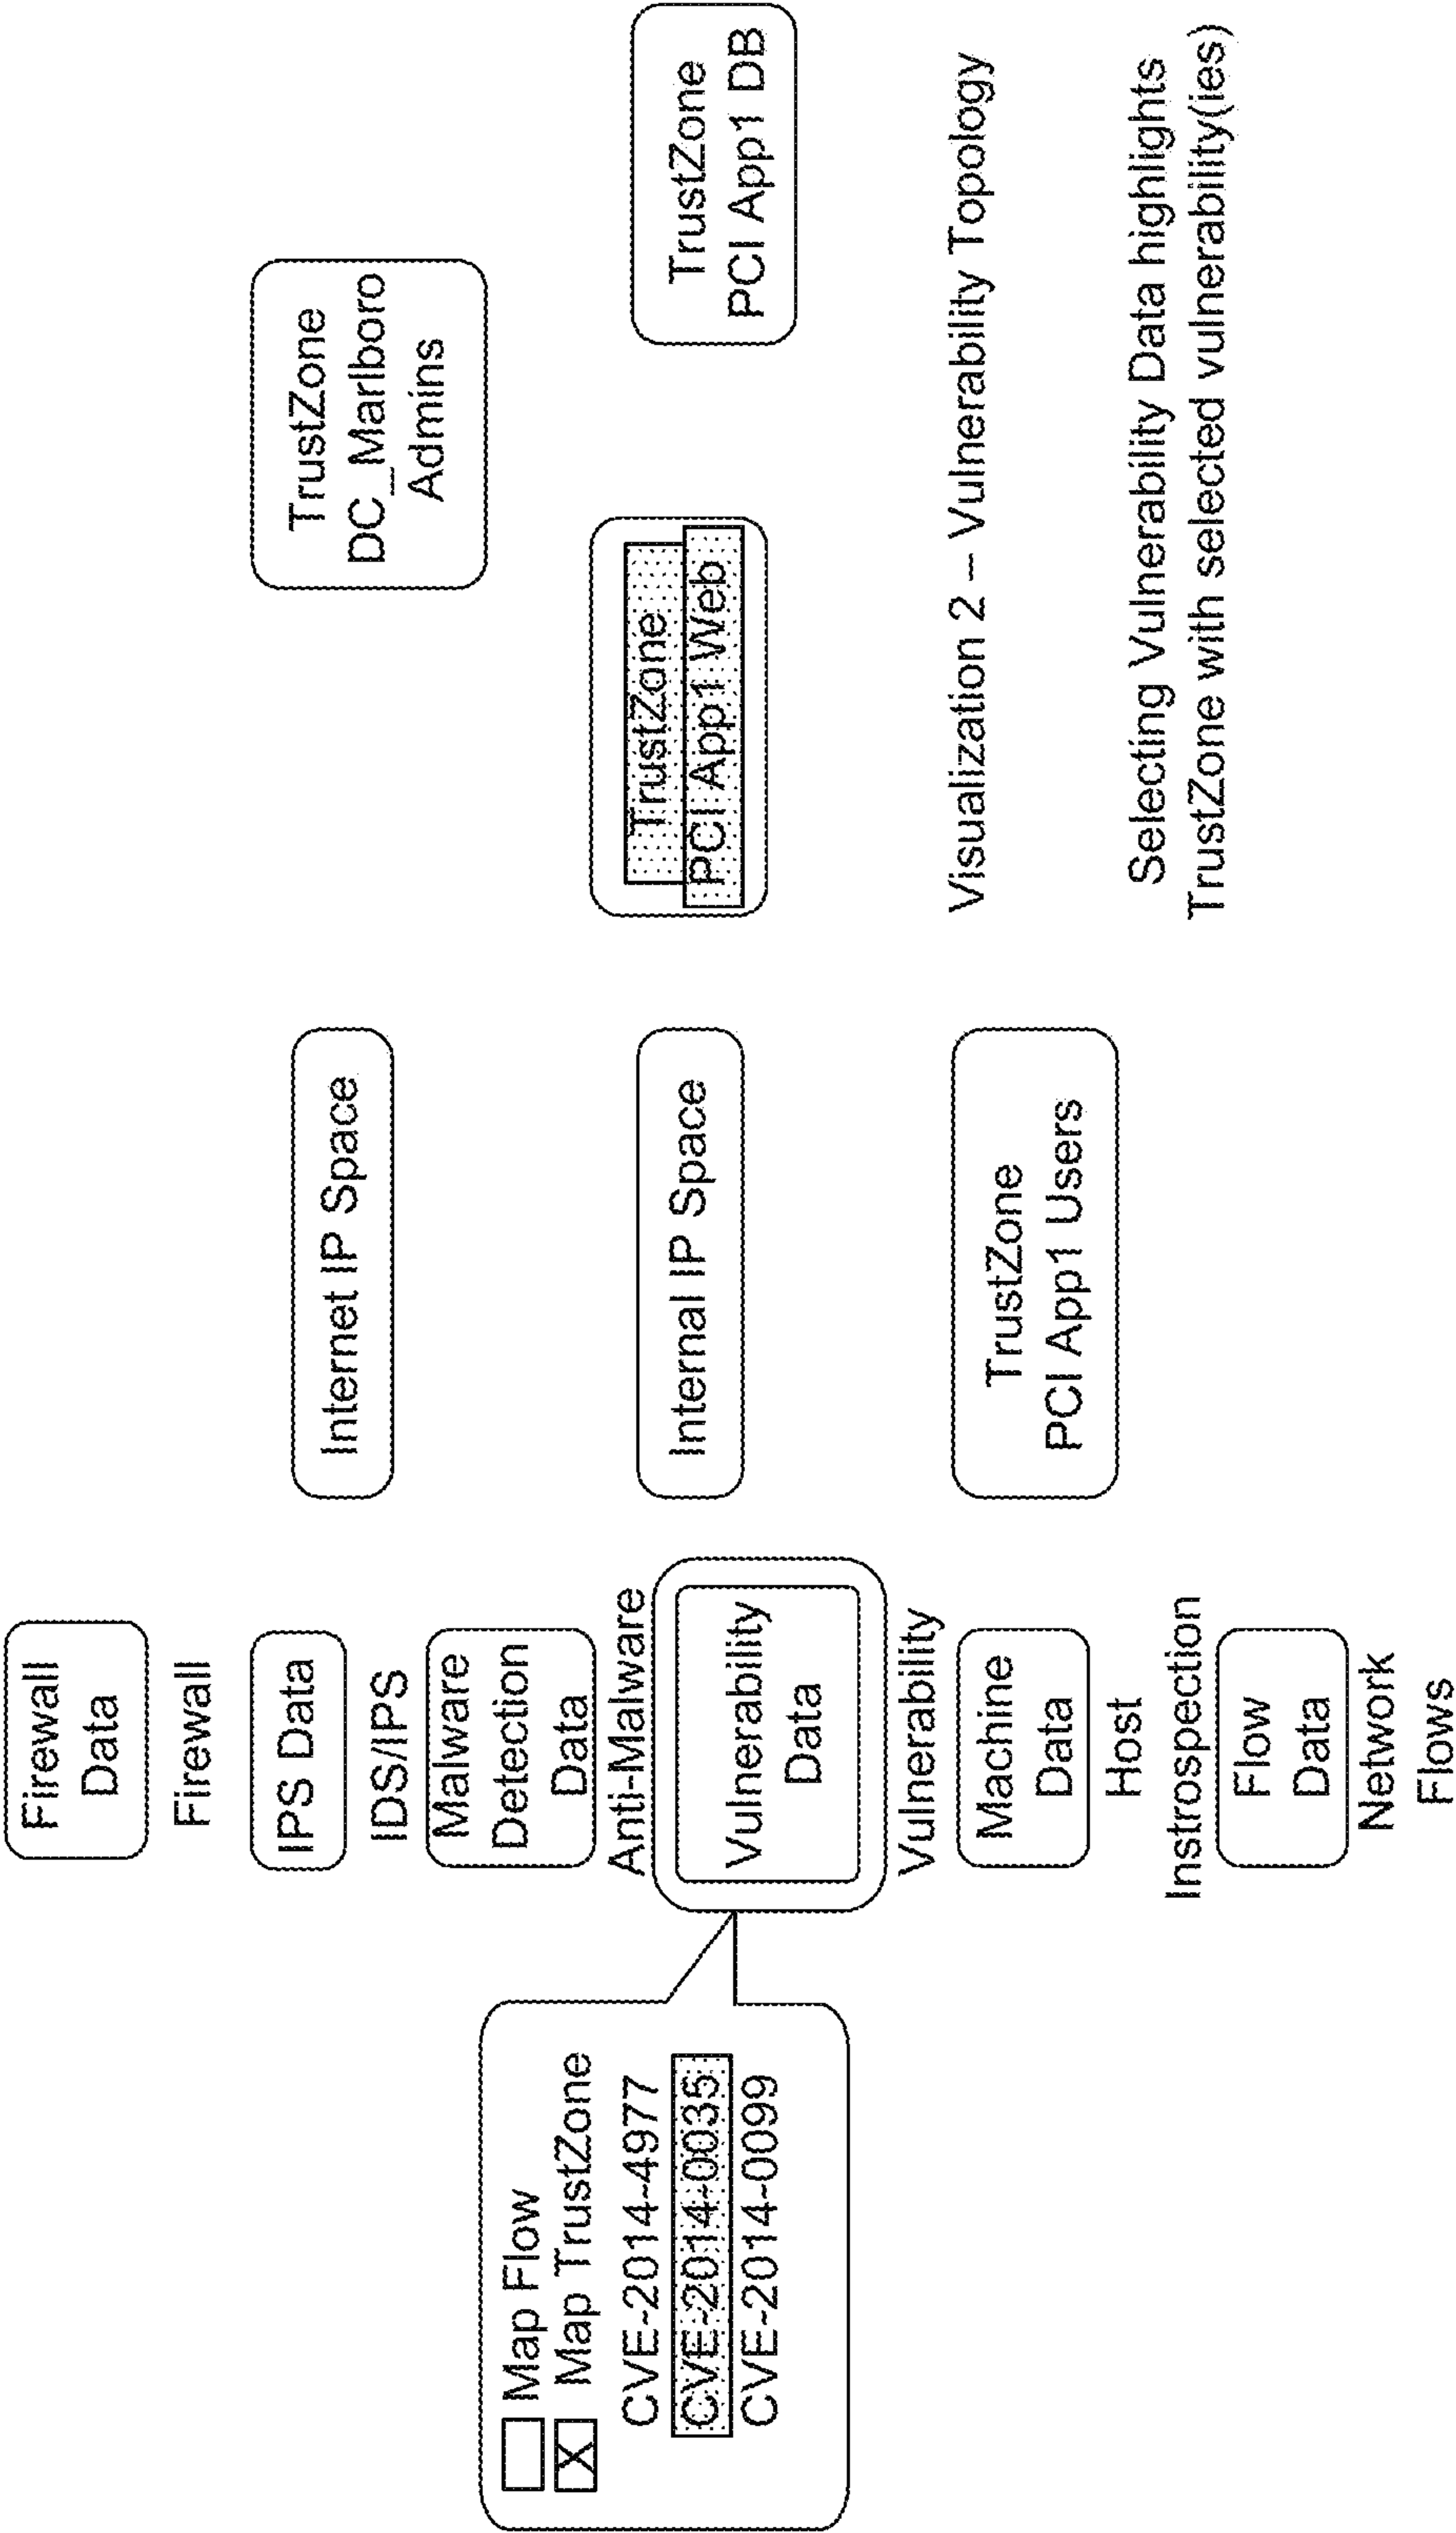 Map Flow
X Map TrustZone
CVE-2014-4977
CVE-2014-0035
CVE-2014-0099
Firewall
Data
Firewall
IPS Data
IDS/IPS
Malware
Detection
Data
Anti-Malware
Vulnerability
Data
Vulnerability
Machine
Data
Host
Instrospection
Flow
Data
Network
Flows
Internet IP Space
Internal IP Space
TrustZone
PCI App1 Users
TrustZone
DC_Marlboro
Admins
TrustZone
PCI App1 Web
TrustZone
PCI App1 DB
Visualization 2 – Vulnerability Topology
Selecting Vulnerability Data highlights
TrustZone with selected vulnerability(ies)